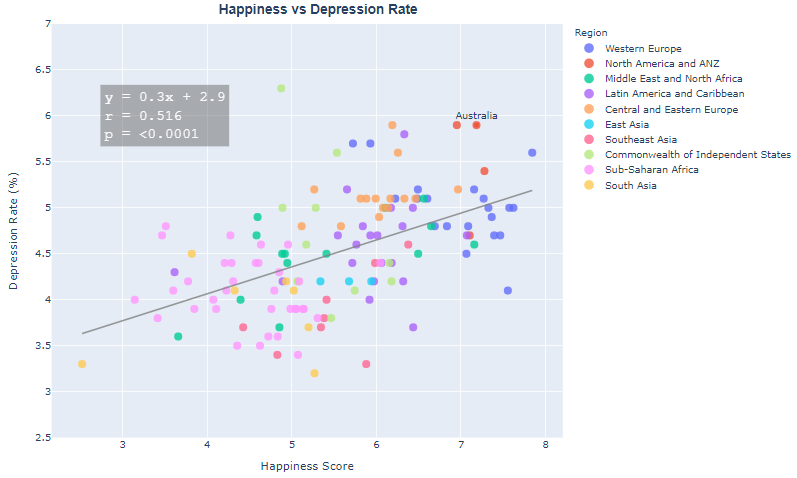 Happiness vs Depression Rate
7
6.5
6
5.5
5
4.5
4
3.5
3
2.5
Depression Rate (%)
y = 0.3x + 2.9
r = 0.516
p = <0.0001
Australia
3
4
5
6
7
8
Happiness Score
Region
Western Europe
North America and ANZ
Middle East and North Africa
Latin America and Caribbean
Central and Eastern Europe
East Asia
Southeast Asia
Commonwealth of Independent States
Sub-Saharan Africa
South Asia